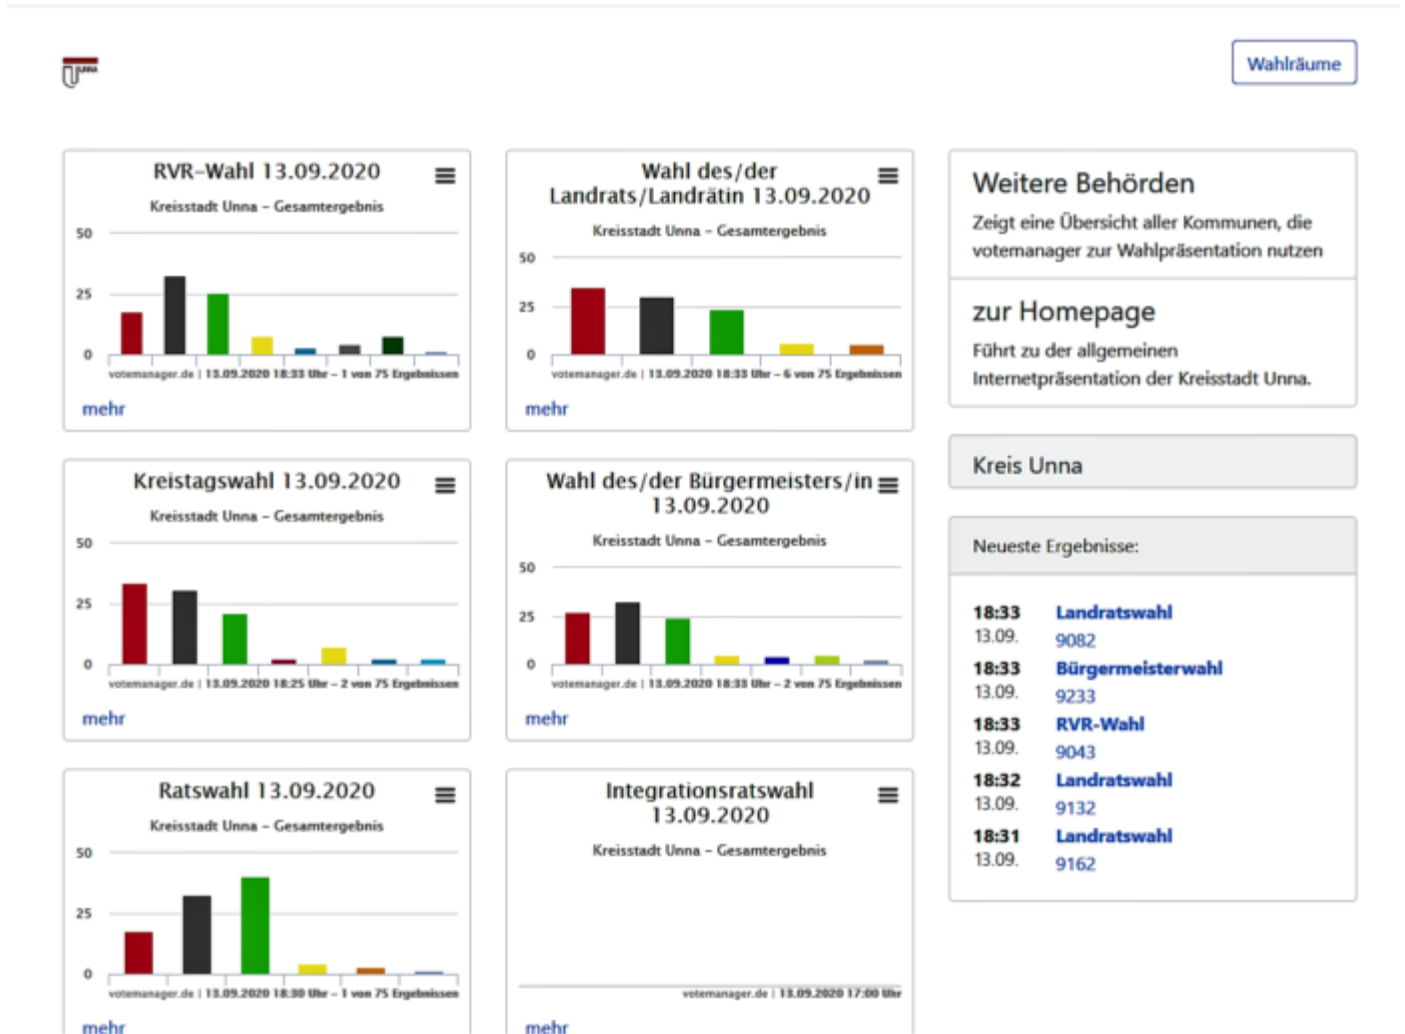 UNNA
Wahlräume
RVR-Wahl 13.09.2020
Kreisstadt Unna - Gesamtergebnis
50
25
0
votemanager.de | 13.09.2020 18:33 Uhr - 1 von 75 Ergebnissen
mehr
Wahl des/der
Landrats/Landrätin 13.09.2020
Kreisstadt Unna - Gesamtergebnis
50
25
0
votemanager.de | 13.09.2020 18:33 Uhr - 6 von 75 Ergebnissen
mehr
Weitere Behörden
Zeigt eine Übersicht aller Kommunen, die
votemanager zur Wahlpräsentation nutzen
zur Homepage
Führt zu der allgemeinen
Internetpräsentation der Kreisstadt Unna.
Kreistagswahl 13.09.2020
Kreisstadt Unna - Gesamtergebnis
50
25
0
votemanager.de | 13.09.2020 18:25 Uhr - 2 von 75 Ergebnissen
mehr
Wahl des/der Bürgermeisters/in
13.09.2020
Kreisstadt Unna - Gesamtergebnis
50
25
0
votemanager.de | 13.09.2020 18:33 Uhr - 2 von 75 Ergebnissen
mehr
Kreis Unna
Neueste Ergebnisse:
18:33 Landratswahl
13.09. 9082
18:33 Bürgermeisterwahl
13.09. 9233
18:33 RVR-Wahl
13.09. 9043
18:32 Landratswahl
13.09. 9132
18:31 Landratswahl
13.09. 9162
Ratswahl 13.09.2020
Kreisstadt Unna - Gesamtergebnis
50
25
0
votemanager.de | 13.09.2020 18:30 Uhr - 1 von 75 Ergebnissen
mehr
Integrationsratswahl
13.09.2020
Kreisstadt Unna - Gesamtergebnis
votemanager.de | 13.09.2020 17:00 Uhr
mehr